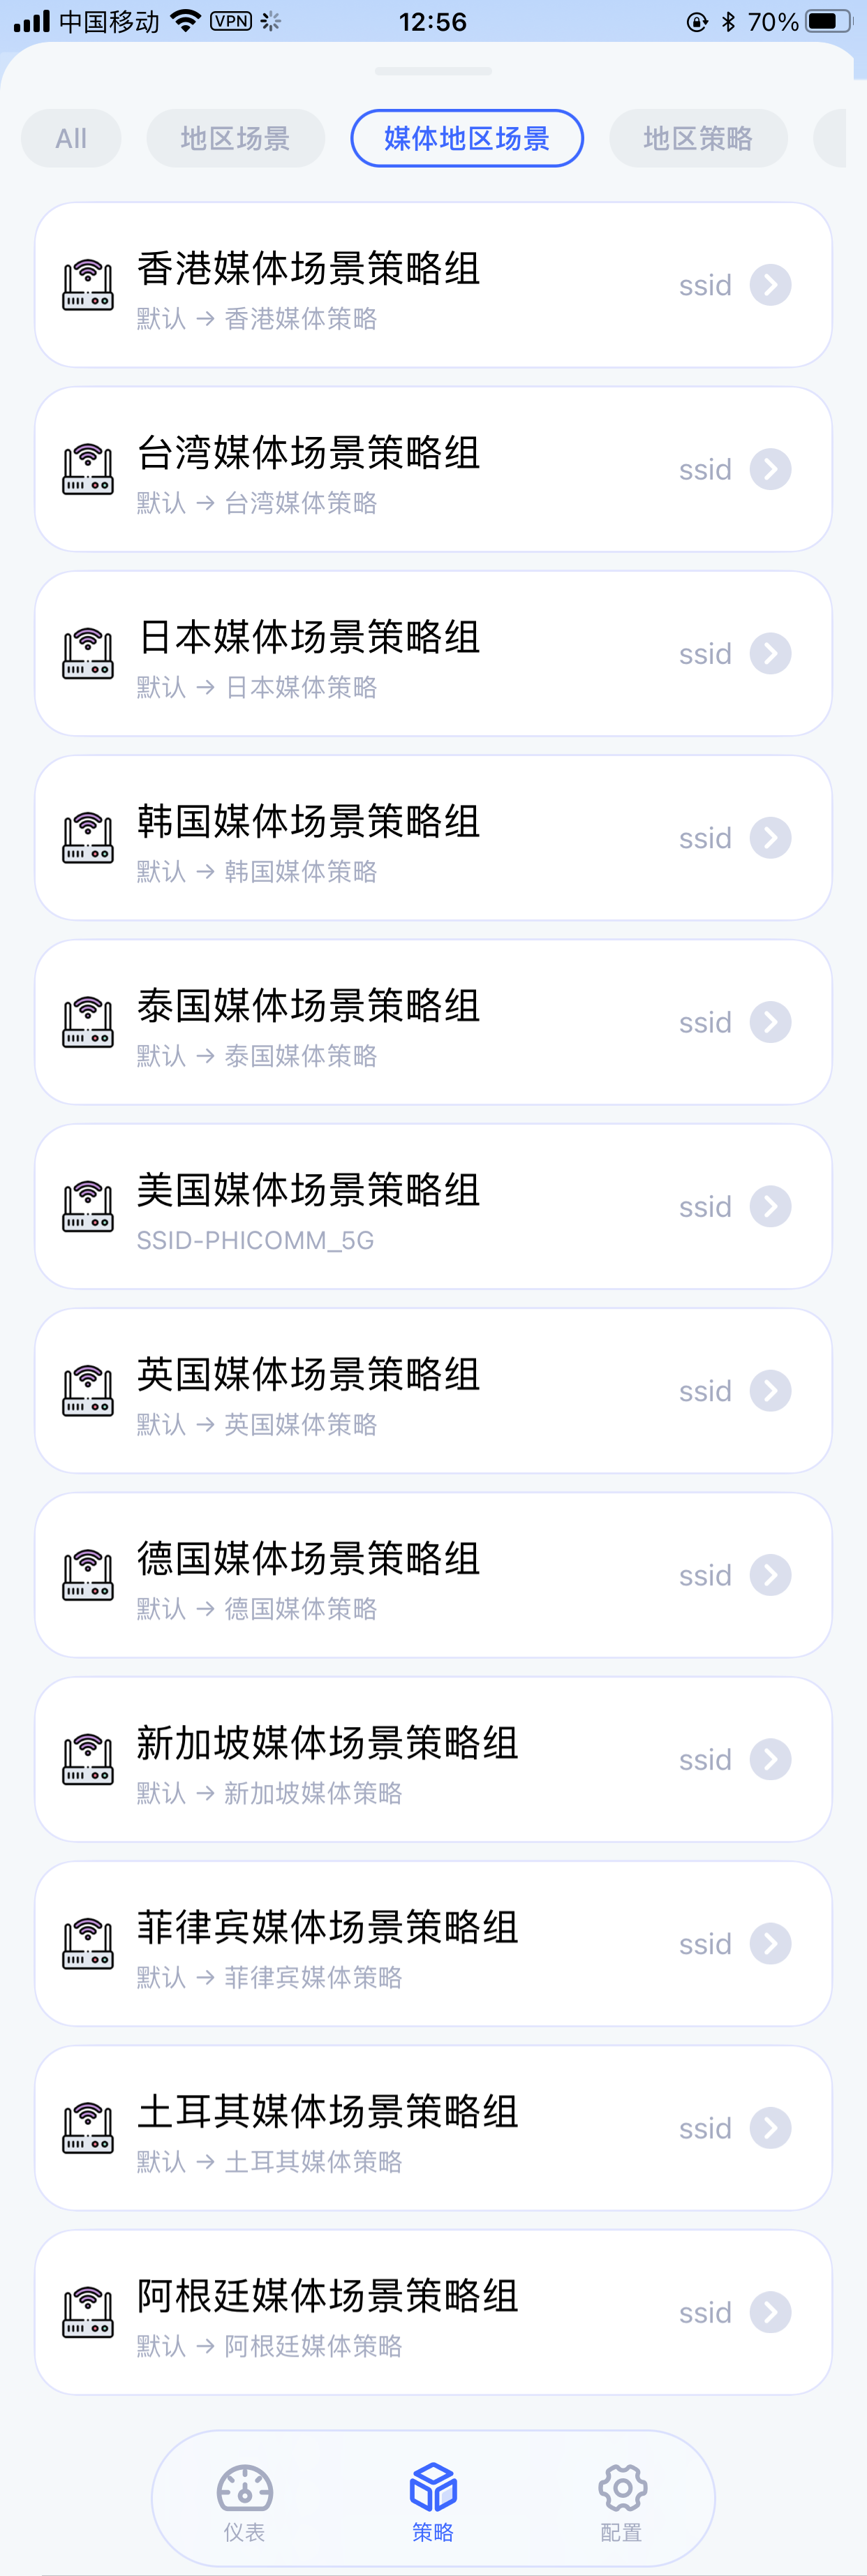 中国移动 VPN 12:56 70%
All 地区场景 媒体地区场景 地区策略
香港媒体场景策略组
默认 → 香港媒体策略
ssid
台湾媒体场景策略组
默认 → 台湾媒体策略
ssid
日本媒体场景策略组
默认 → 日本媒体策略
ssid
韩国媒体场景策略组
默认 → 韩国媒体策略
ssid
泰国媒体场景策略组
默认 → 泰国媒体策略
ssid
美国媒体场景策略组
SSID-PHICOMM_5G
ssid
英国媒体场景策略组
默认 → 英国媒体策略
ssid
德国媒体场景策略组
默认 → 德国媒体策略
ssid
新加坡媒体场景策略组
默认 → 新加坡媒体策略
ssid
菲律宾媒体场景策略组
默认 → 菲律宾媒体策略
ssid
土耳其媒体场景策略组
默认 → 土耳其媒体策略
ssid
阿根廷媒体场景策略组
默认 → 阿根廷媒体策略
ssid
仪表 策略 配置